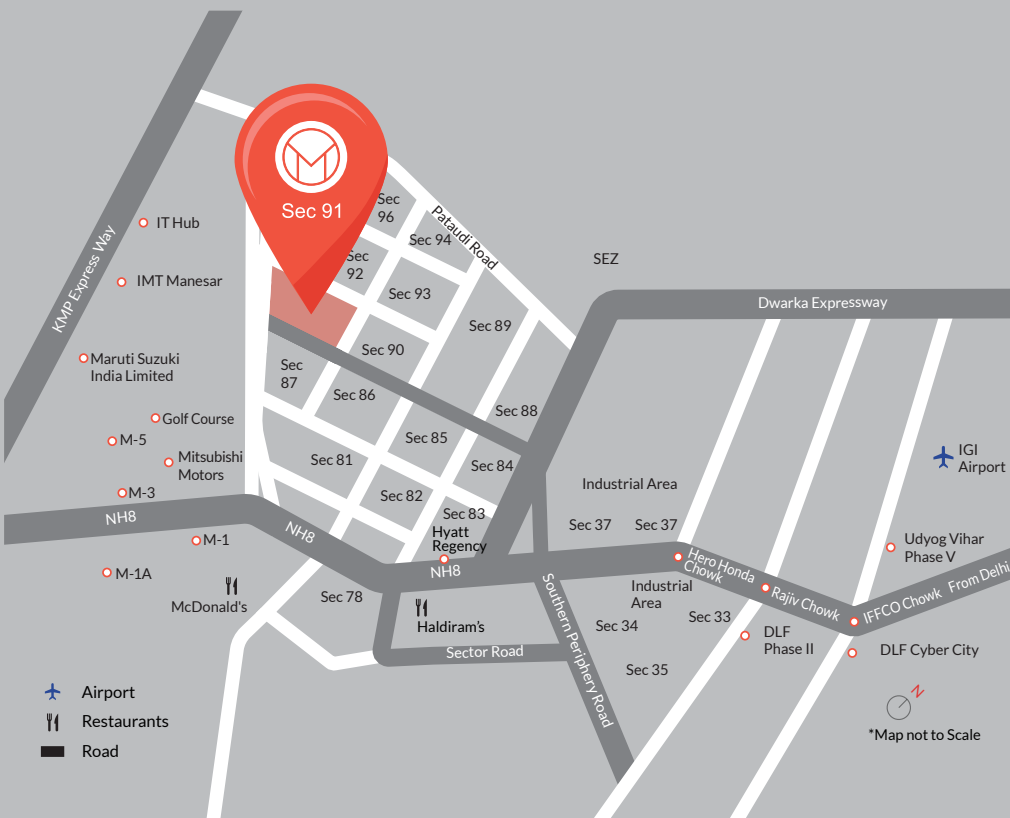 Sec 91
Sec
96
Sec 94
Pataudi Road
Sec
92
Sec 93
Sec 89
Sec 90
Sec
87
Sec 86
Sec 88
Sec 85
Sec 84
Sec 81
Sec 82
Sec 83
IT Hub
KMP Express Way
IMT Manesar
Maruti Suzuki
India Limited
Golf Course
M-5
Mitsubishi
Motors
M-3
NH8
M-1
M-1A
NH8
McDonald's
Hyatt
Regency
NH8
Sec 78
Haldiram's
Sector Road
SEZ
Dwarka Expressway
IGI
Airport
Industrial Area
Sec 37
Sec 37
Udyog Vihar
Phase V
Hero Honda
Chowk
Rajiv Chowk
IFFCO Chowk
From Delhi
Industrial
Area
Southern Periphery Road
Sec 33
Sec 34
Sec 35
DLF
Phase II
DLF Cyber City
N
*Map not to Scale
Airport
Restaurants
Road